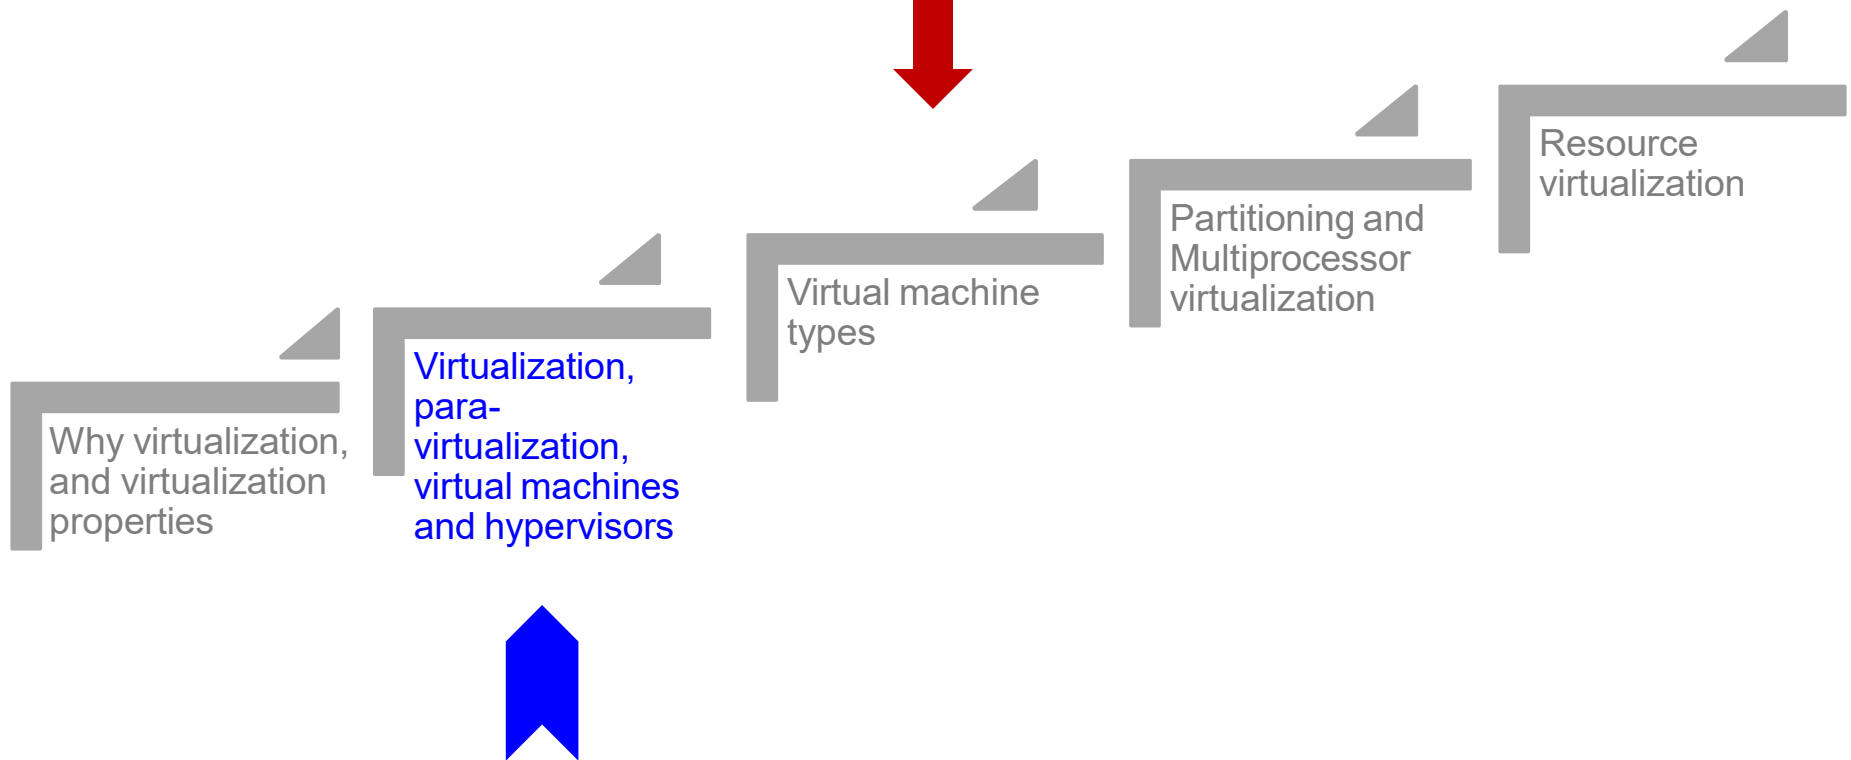 Why virtualization,
and virtualization
properties
Virtualization,
para-
virtualization,
virtual machines
and hypervisors
Virtual machine
types
Partitioning and
Multiprocessor
virtualization
Resource
virtualization